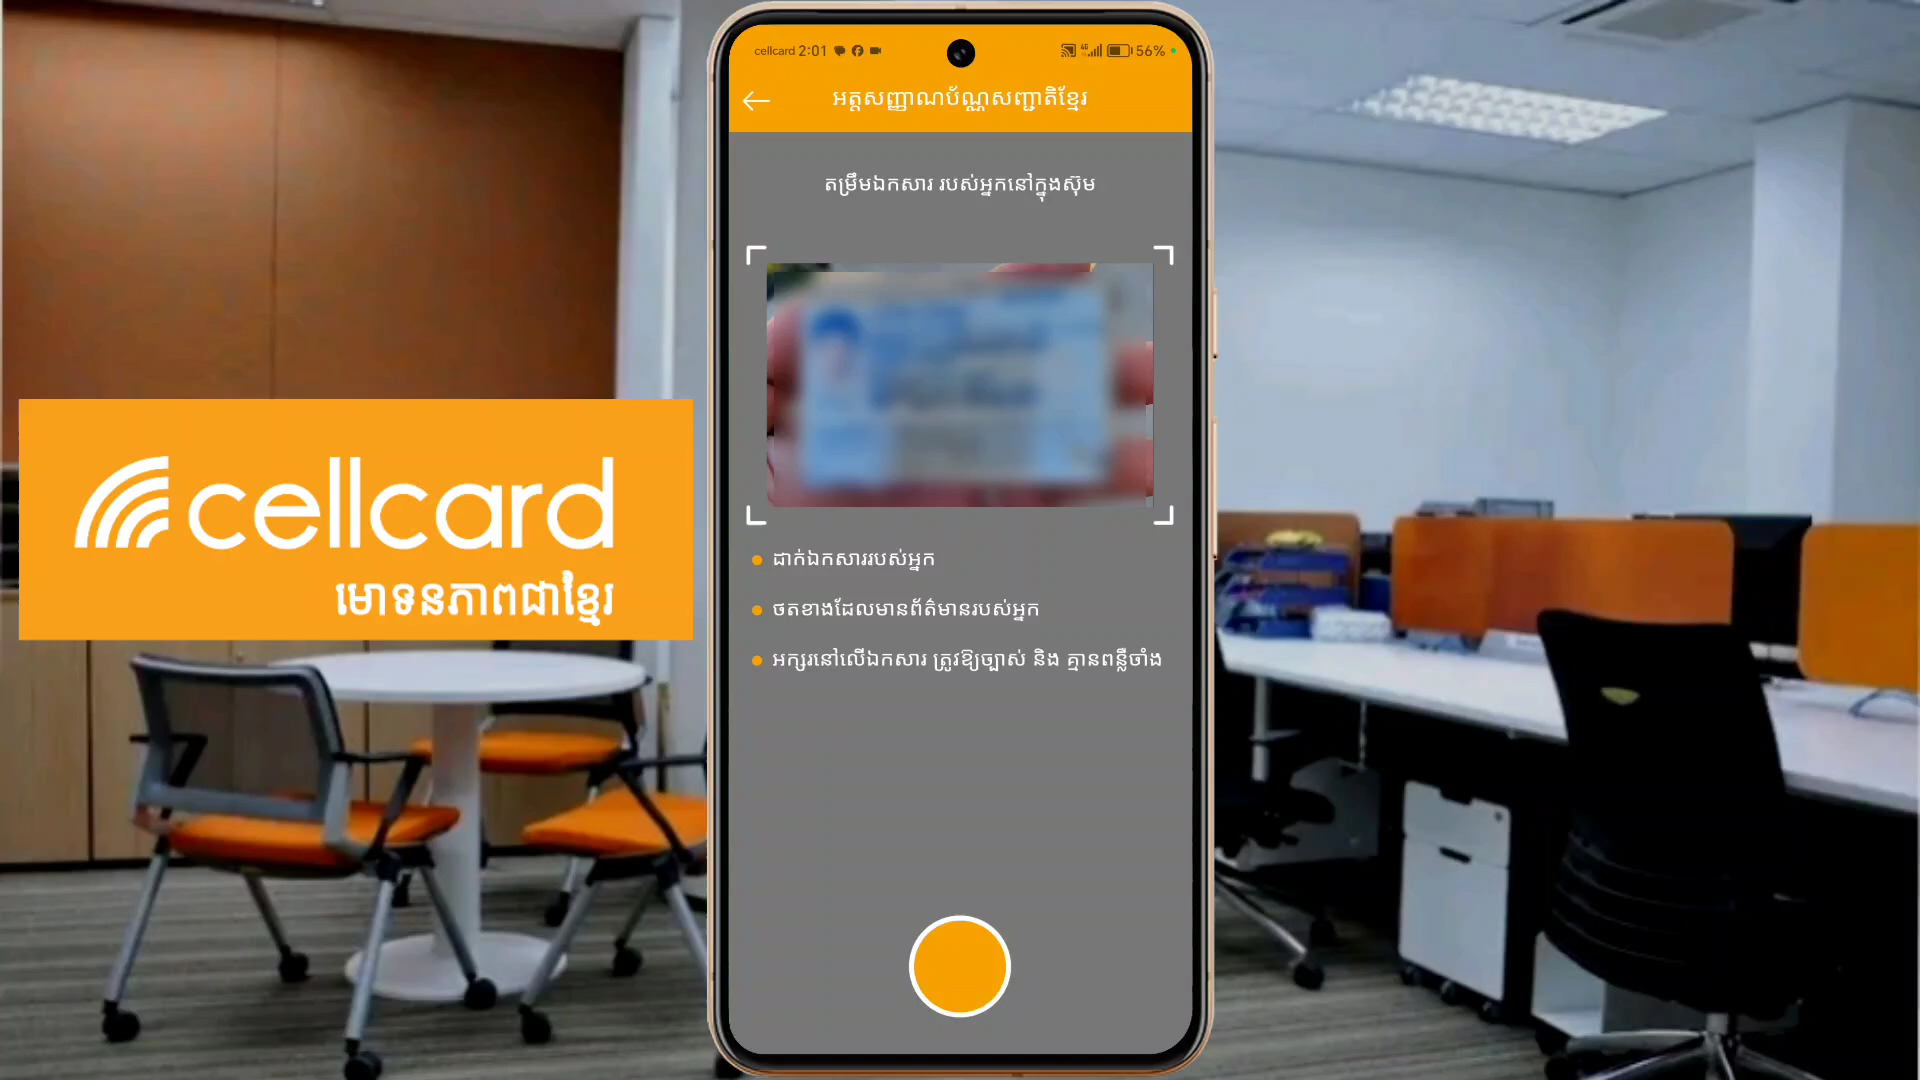 cellcard 2:01 4G 56%
អត្តសញ្ញាណប័ណ្ណសញ្ជាតិខ្មែរ
តម្រឹមឯកសារ របស់អ្នកនៅក្នុងស៊ុម
ដាក់ឯកសាររបស់អ្នក
ថតខាងដែលមានព័ត៌មានរបស់អ្នក
អក្សរនៅលើឯកសារ ត្រូវឱ្យច្បាស់ និង គ្មានពន្លឺចាំង
cellcard
មោទនភាពជាខ្មែរ